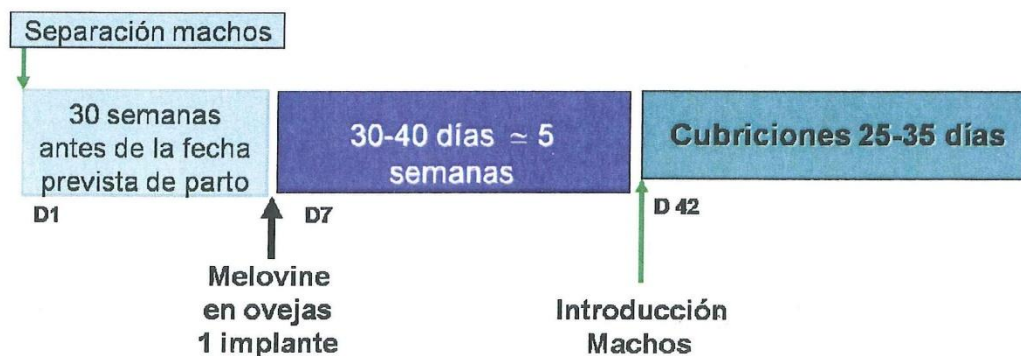 Separación machos
30 semanas
antes de la fecha
prevista de parto
30-40 días ≃ 5
semanas
Cubriciones 25-35 días
D1
D7
D 42
Melovine
en ovejas
1 implante
Introducción
Machos